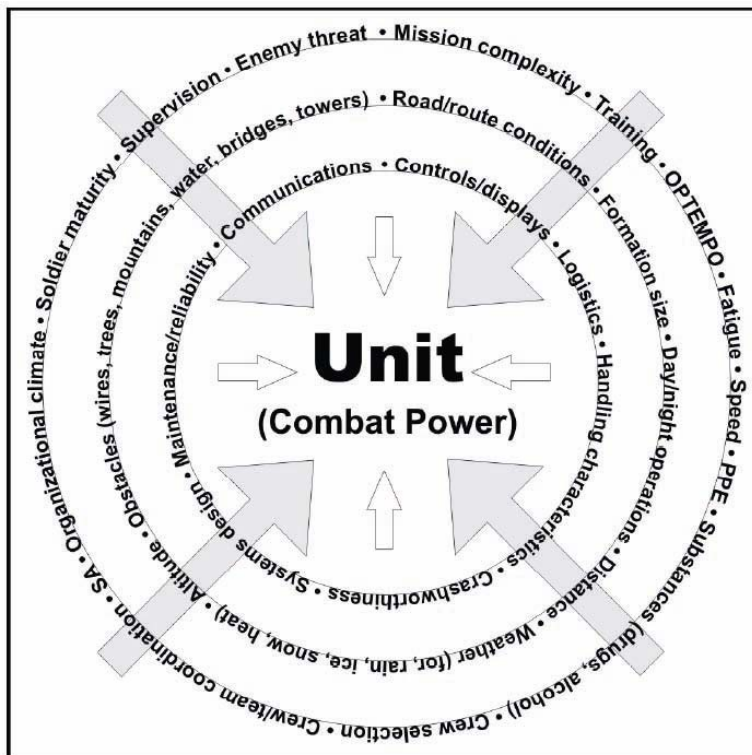 Enemy threat • Mission complexity • Training • OPTEMPO • Fatigue • Speed • PPE • Substances (drugs, alcohol) • Crew selection • Crew/team coordination • SA • Organizational climate • Soldier maturity • Supervision •
Road/route conditions • Formation size • Day/night operations • Distance • Weather (for, rain, ice, snow, heat) • Altitude • Obstacles (wires, trees, mountains, water, bridges, towers) •
Communications • Controls/displays • Logistics • Handling characteristics • Crashworthiness • Systems design • Maintenance/reliability •
Unit
(Combat Power)